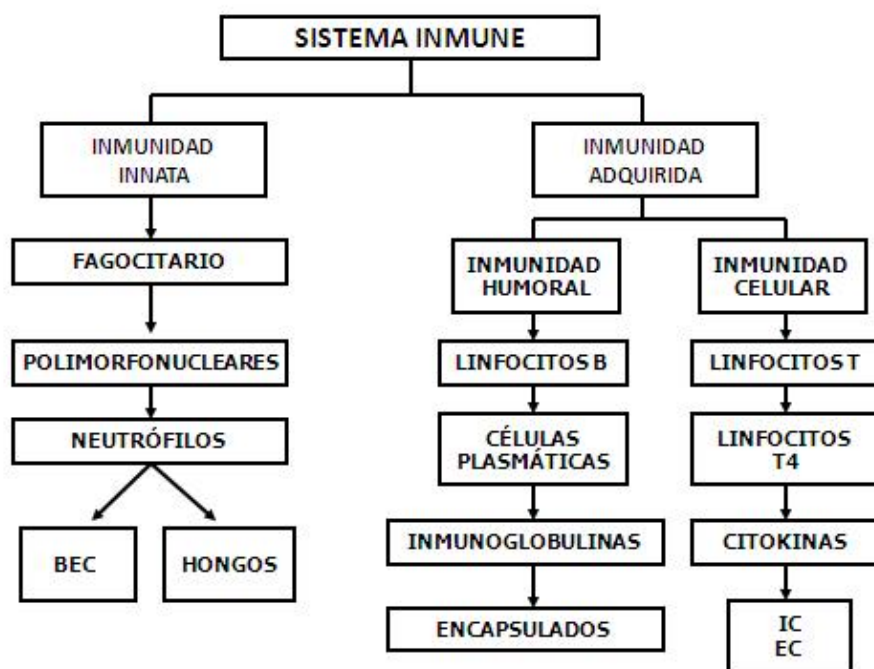 SISTEMA INMUNE
INMUNIDAD
INNATA
FAGOCITARIO
POLIMORFONUCLEARES
NEUTRÓFILOS
BEC
HONGOS
INMUNIDAD
ADQUIRIDA
INMUNIDAD
HUMORAL
LINFOCITOS B
CÉLULAS
PLASMÁTICAS
INMUNOGLOBULINAS
ENCAPSULADOS
INMUNIDAD
CELULAR
LINFOCITOS T
LINFOCITOS
T4
CITOKINAS
IC
EC